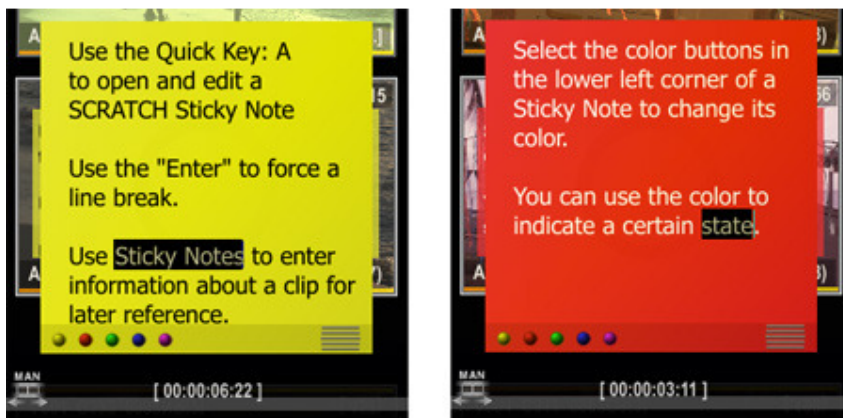 Use the Quick Key: A
to open and edit a
SCRATCH Sticky Note
Use the "Enter" to force a
line break.
Use Sticky Notes to enter
information about a clip for
later reference.
MAN
[ 00:00:06:22 ]
Select the color buttons in
the lower left corner of a
Sticky Note to change its
color.
You can use the color to
indicate a certain state.
MAN
[ 00:00:03:11 ]